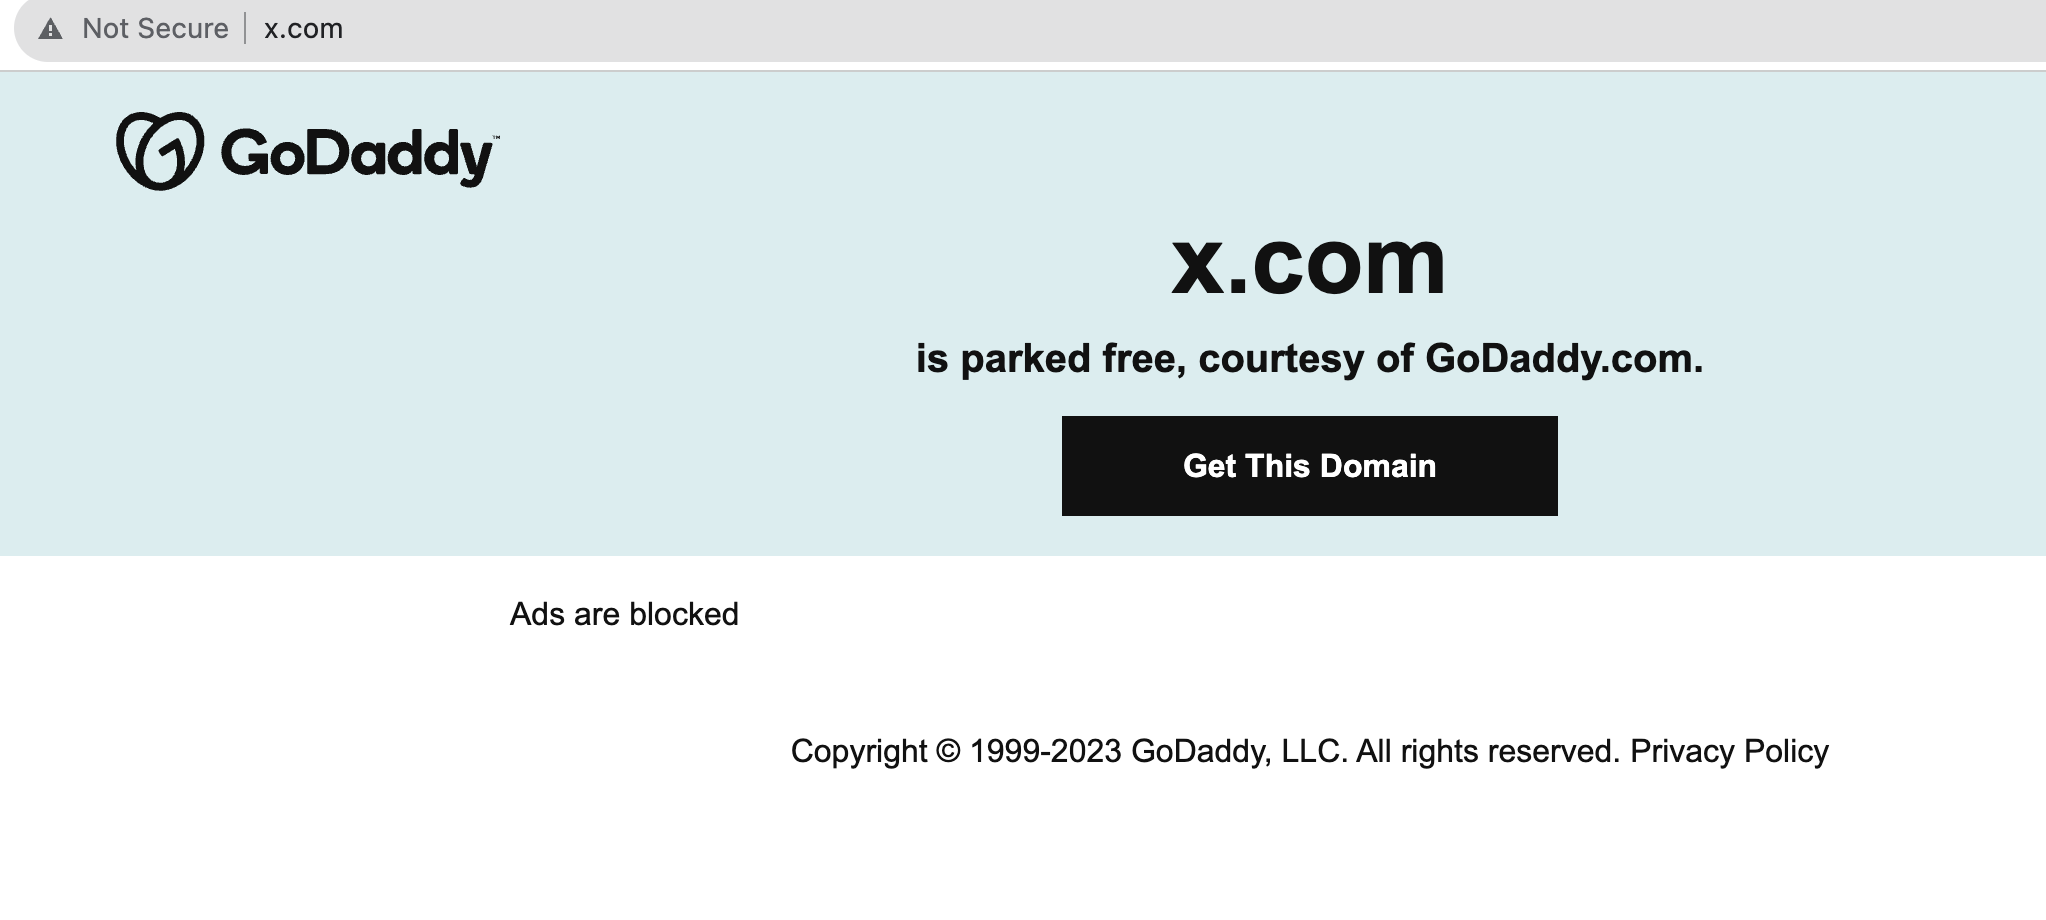 Not Secure | x.com
GoDaddy™
x.com
is parked free, courtesy of GoDaddy.com.
Get This Domain
Ads are blocked
Copyright © 1999-2023 GoDaddy, LLC. All rights reserved. Privacy Policy